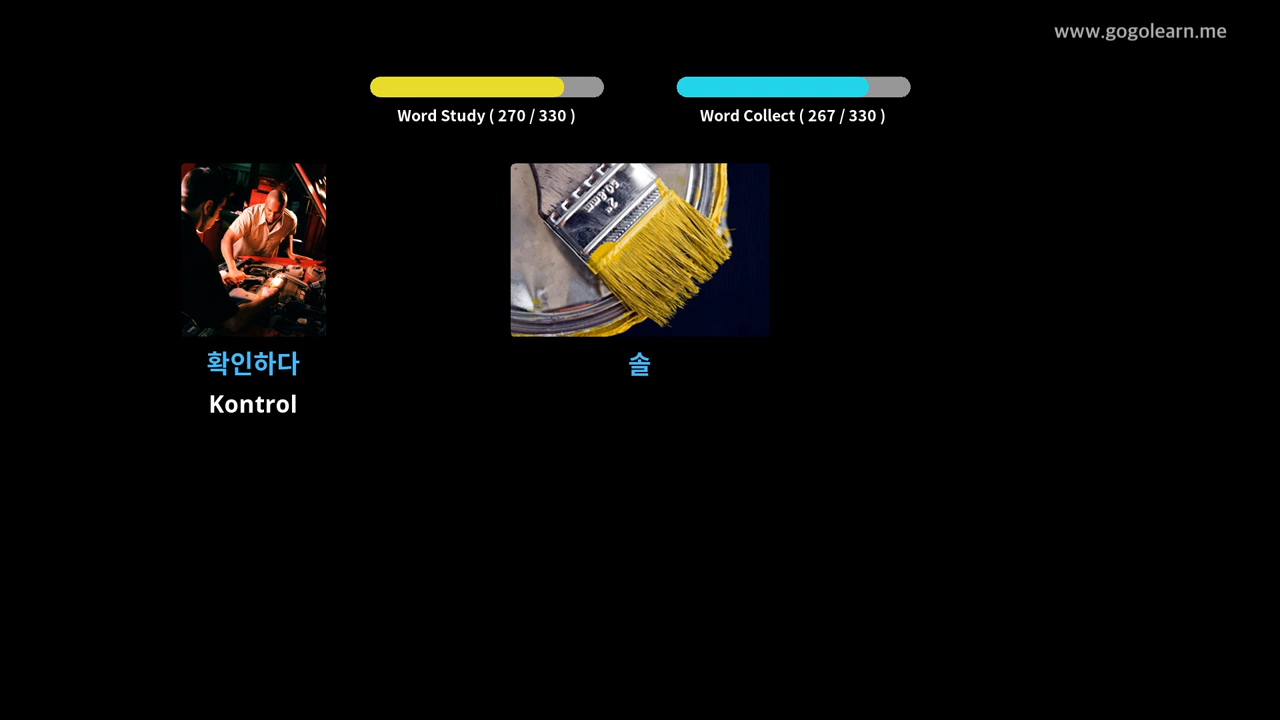 www.gogolearn.me
Word Study ( 270 / 330 )
Word Collect ( 267 / 330 )
확인하다
Kontrol
솔